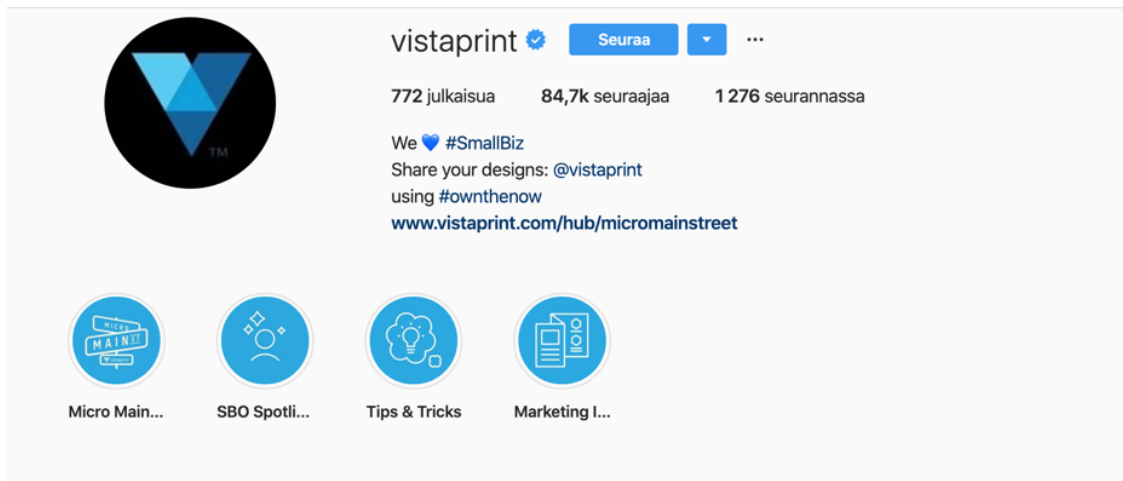 vistaprint Seuraa
772 julkaisua 84,7k seuraajaa 1 276 seurannassa
We 💙 #SmallBiz
Share your designs: @vistaprint
using #ownthenow
www.vistaprint.com/hub/micromainstreet
TM
MICRO
MAIN ST
Micro Main...
SBO Spotli...
Tips & Tricks
Marketing I...